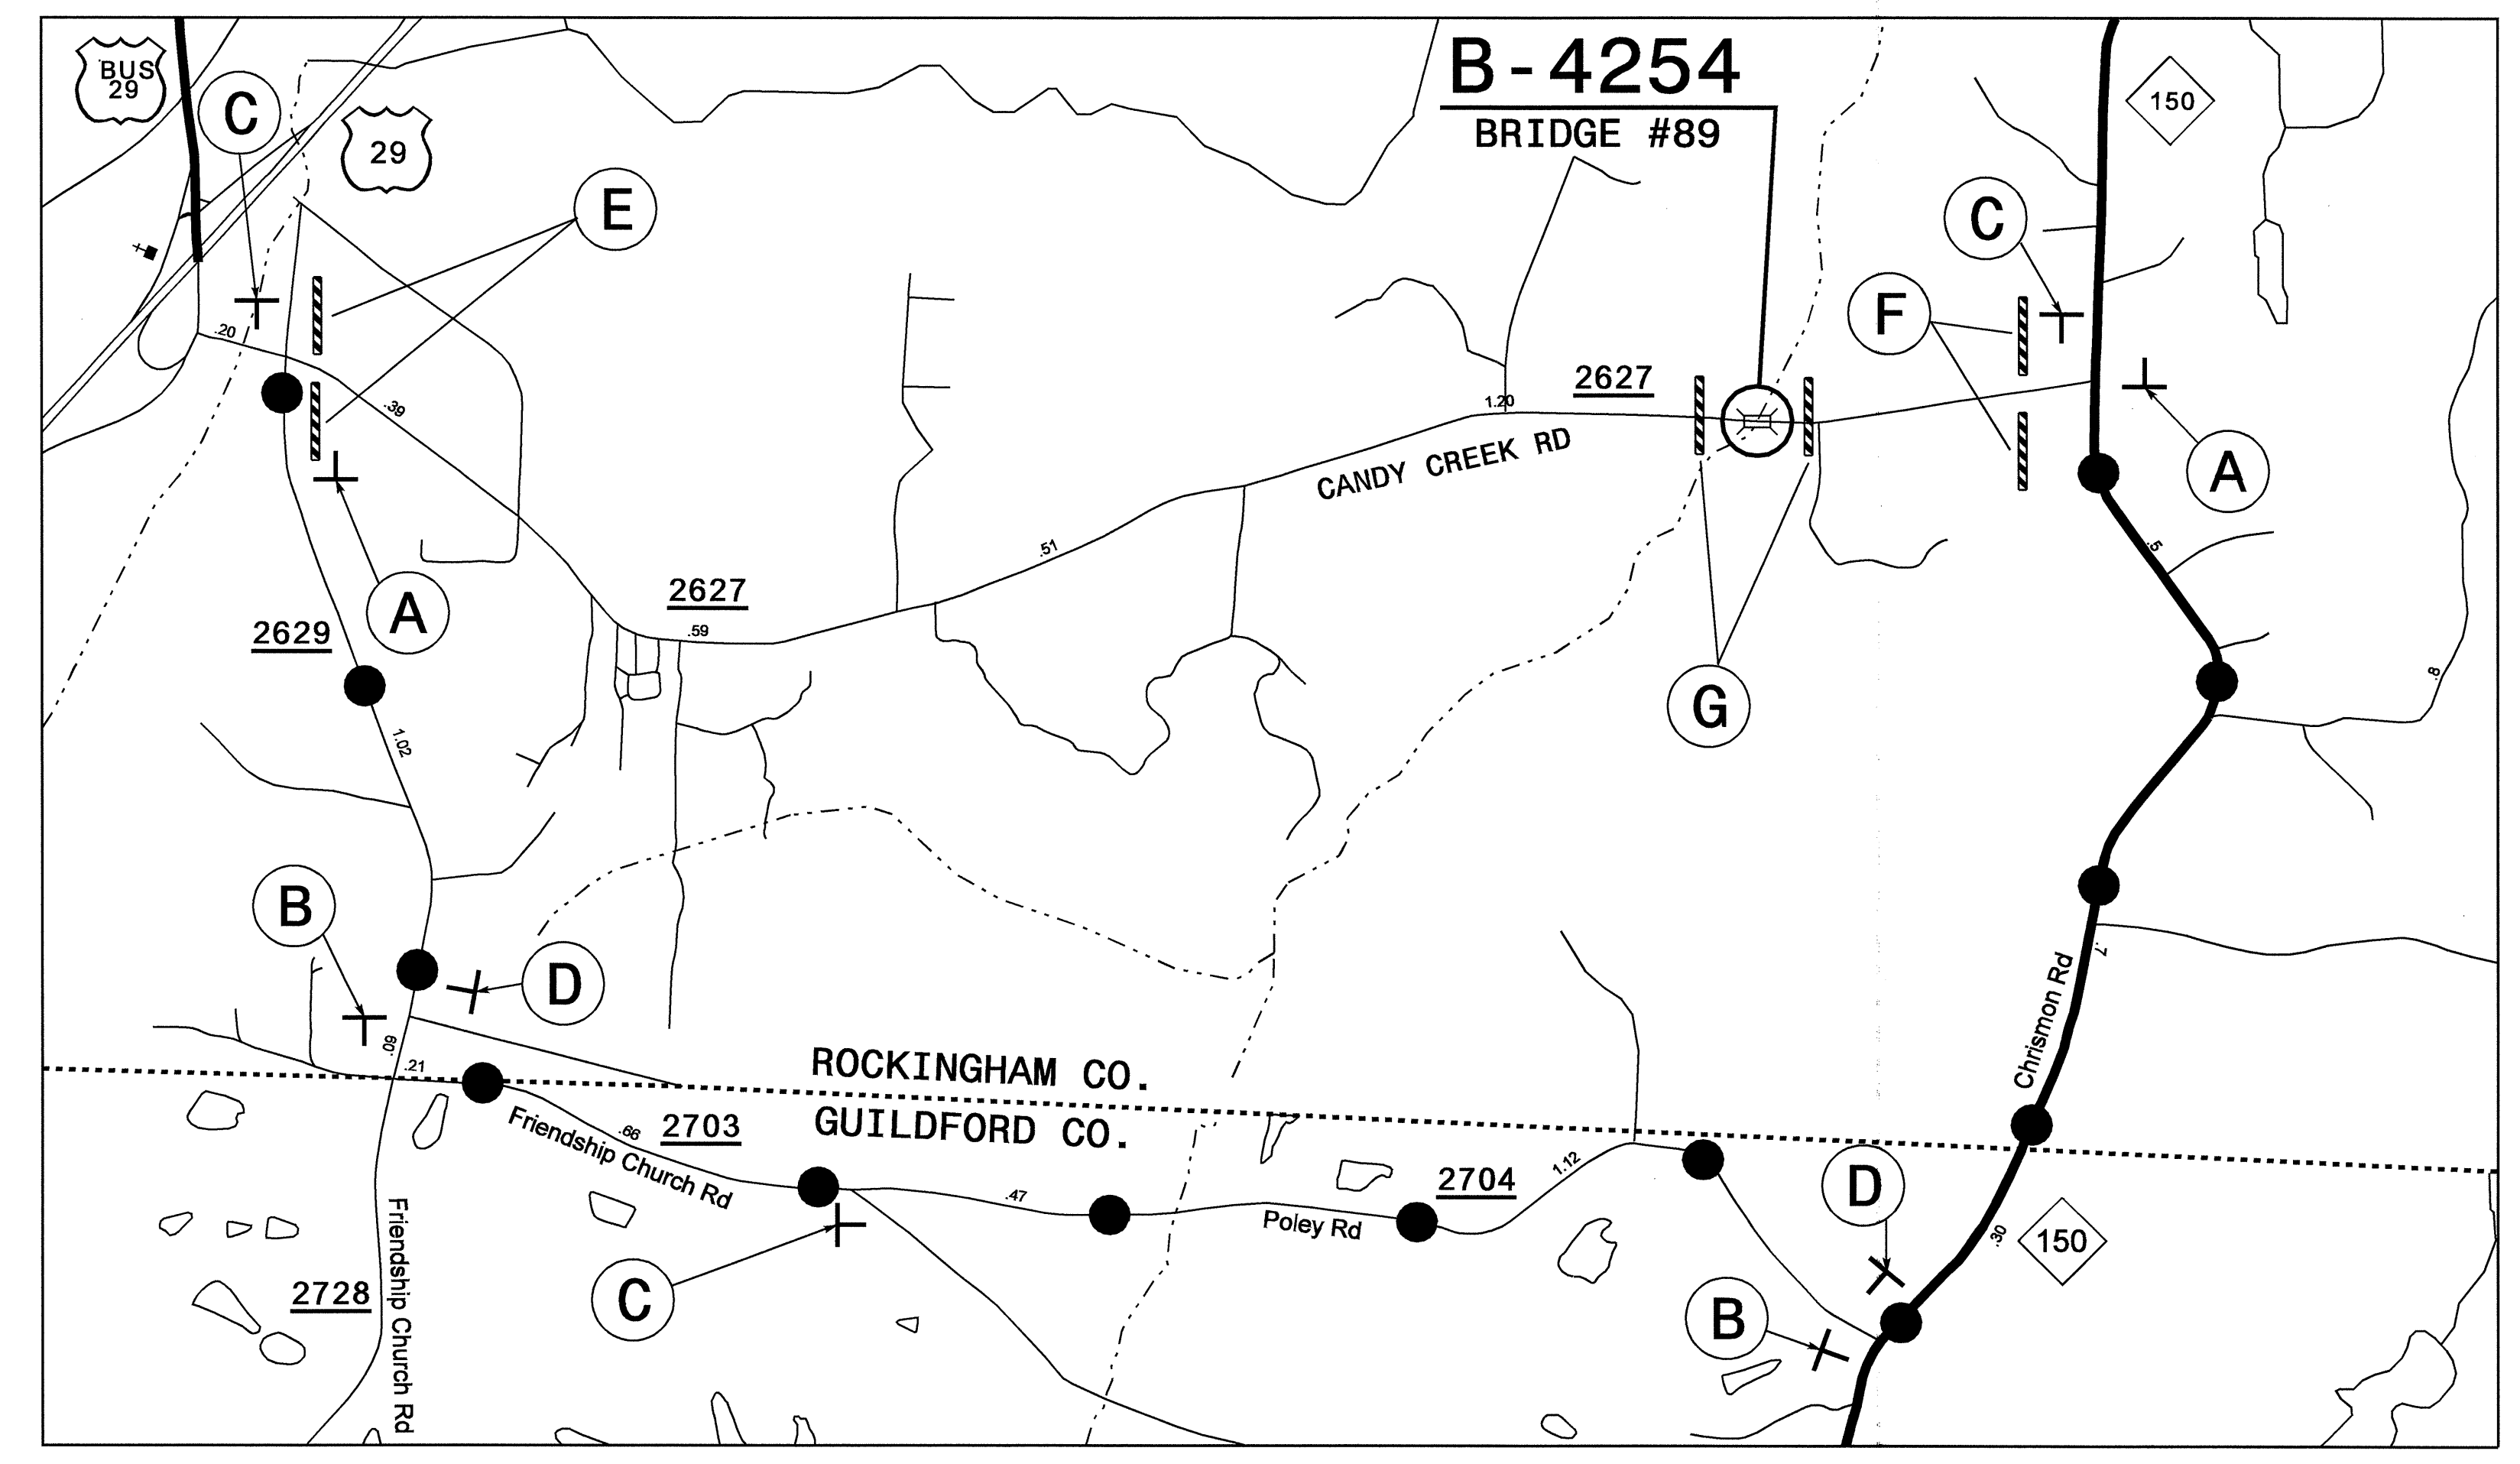 BUS
29
C
29
E
B-4254
BRIDGE #89
150
C
F
.20
.39
2627
1.20
CANDY CREEK RD
A
.51
.5
2627
.59
A
2629
G
.8
1.02
B
D
.7
Chrismon Rd
.09
.21
ROCKINGHAM CO.
GUILDFORD CO.
.66
2703
Friendship Church Rd
1.12
2704
D
.47
Poley Rd
.30
150
C
2728
Friendship Church Rd
B